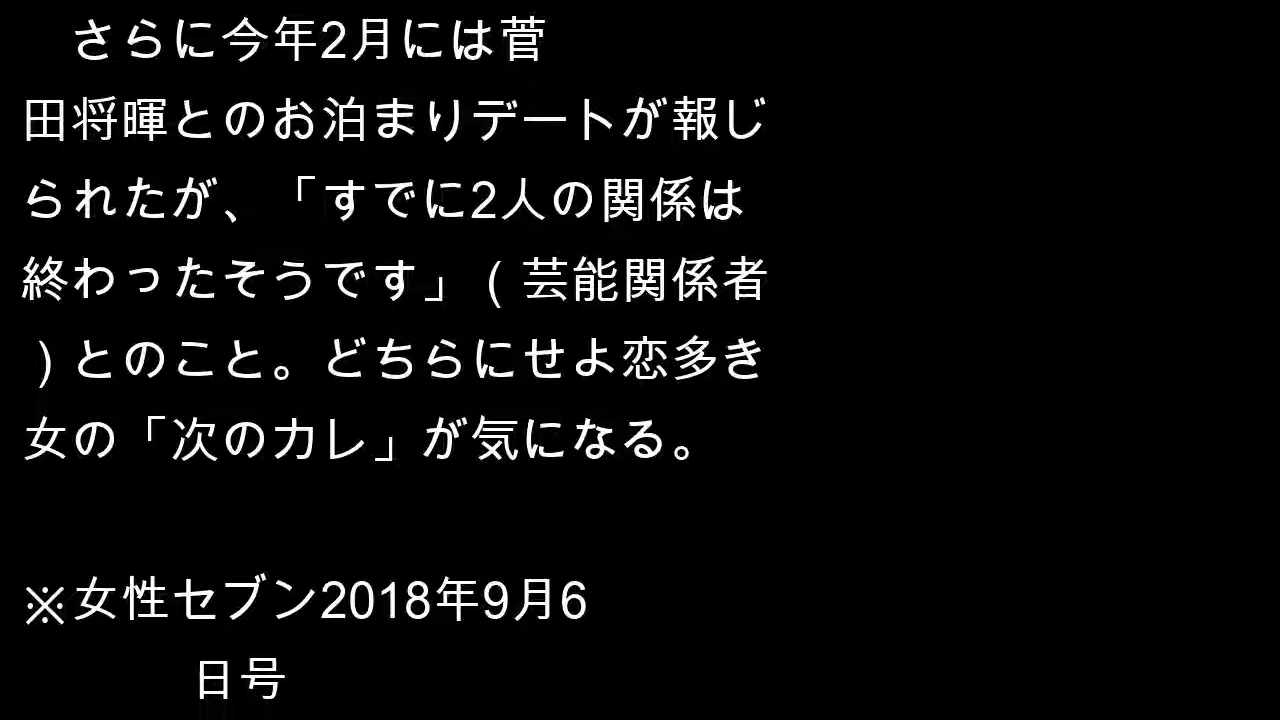 さらに今年2月には菅
田将暉とのお泊まりデートが報じ
られたが、「すでに2人の関係は
終わったそうです」(芸能関係者
)とのこと。どちらにせよ恋多き
女の「次のカレ」が気になる。
※女性セブン2018年9月6
日号